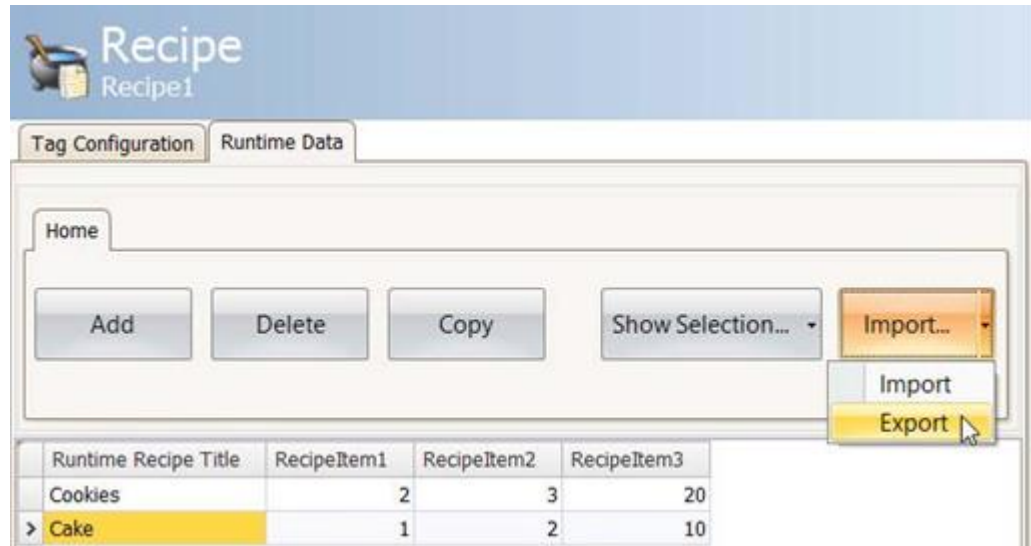 Recipe
Recipe1
Tag Configuration Runtime Data
Home
Add Delete Copy Show Selection... Import...
Import
Export
Runtime Recipe Title RecipeItem1 RecipeItem2 RecipeItem3
Cookies 2 3 20
> Cake 1 2 10